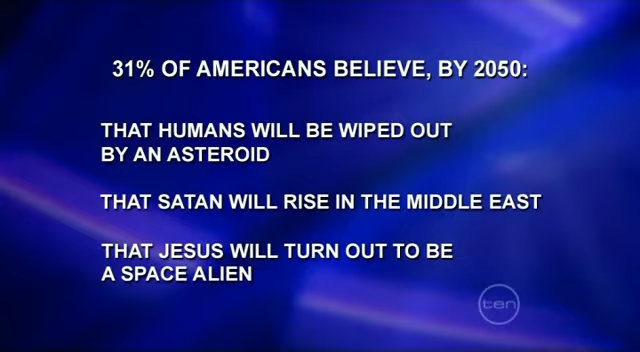 31% OF AMERICANS BELIEVE, BY 2050:
THAT HUMANS WILL BE WIPED OUT
BY AN ASTEROID
THAT SATAN WILL RISE IN THE MIDDLE EAST
THAT JESUS WILL TURN OUT TO BE
A SPACE ALIEN
ten